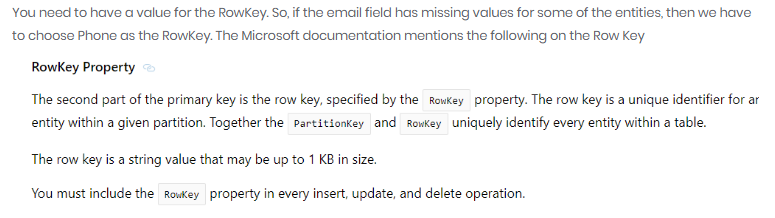 You need to have a value for the RowKey. So, if the email field has missing values for some of the entities, then we have
to choose Phone as the RowKey. The Microsoft documentation mentions the following on the Row Key
RowKey Property
The second part of the primary key is the row key, specified by the RowKey property. The row key is a unique identifier for an
entity within a given partition. Together the PartitionKey and RowKey uniquely identify every entity within a table.
The row key is a string value that may be up to 1 KB in size.
You must include the RowKey property in every insert, update, and delete operation.